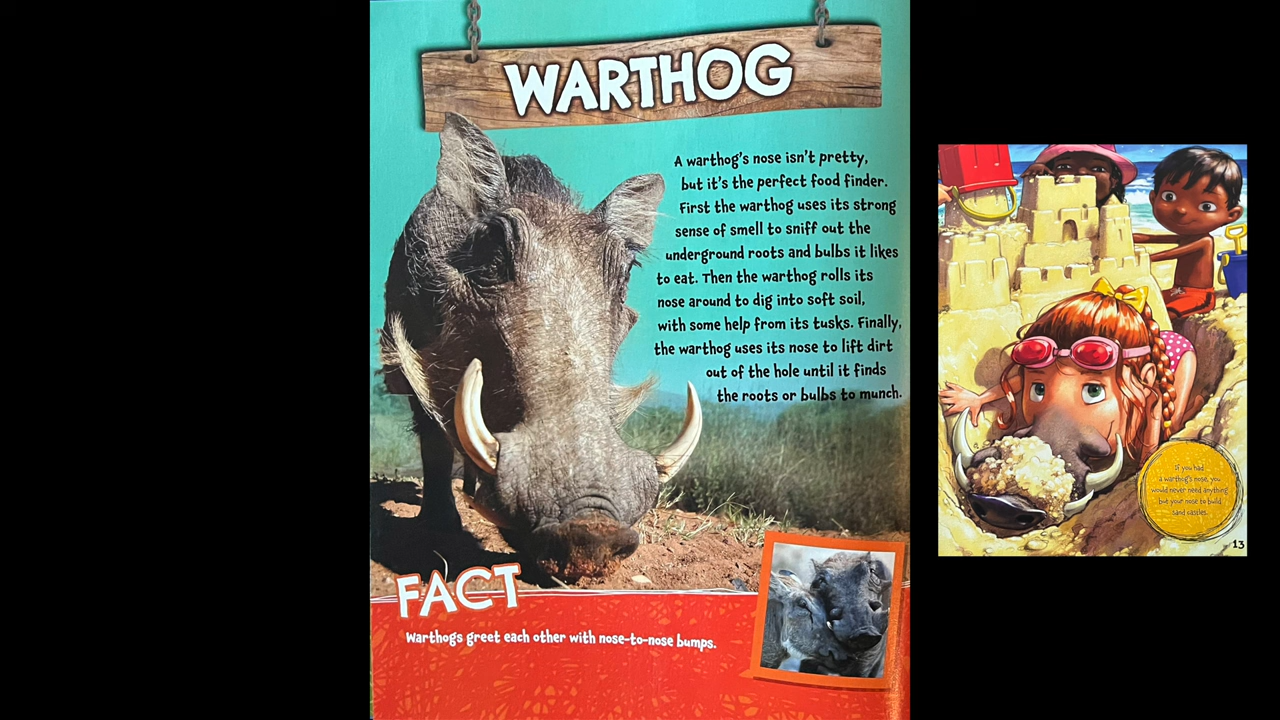 WARTHOG
A warthog's nose isn't pretty,
but it's the perfect food finder.
First the warthog uses its strong
sense of smell to sniff out the
underground roots and bulbs it likes
to eat. Then the warthog rolls its
nose around to dig into soft soil,
with some help from its tusks. Finally,
the warthog uses its nose to lift dirt
out of the hole until it finds
the roots or bulbs to munch.
FACT
Warthogs greet each other with nose-to-nose bumps.
If you had
a warthog's nose, you
would never need anything
but your nose to build
sand castles.
13